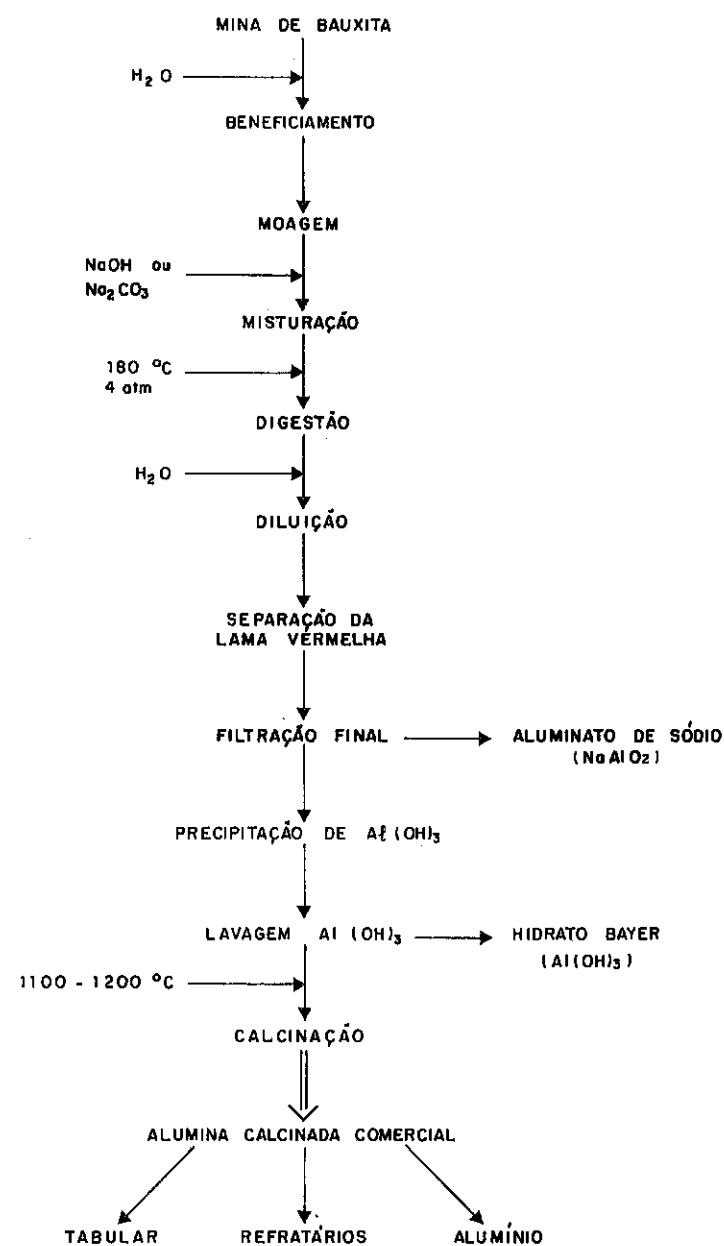 MINA DE BAUXITA
H₂O
BENEFICIAMENTO
MOAGEM
NaOH ou
Na₂CO₃
MISTURAÇÃO
180 °C
4 atm
DIGESTÃO
H₂O
DILUIÇÃO
SEPARAÇÃO DA
LAMA VERMELHA
FILTRAÇÃO FINAL
ALUMINATO DE SÓDIO
(NaAlO₂)
PRECIPITAÇÃO DE Aℓ(OH)₃
LAVAGEM Al(OH)₃
HIDRATO BAYER
(Al(OH)₃)
1100 - 1200 °C
CALCINAÇÃO
ALUMINA CALCINADA COMERCIAL
TABULAR
REFRATÁRIOS
ALUMÍNIO